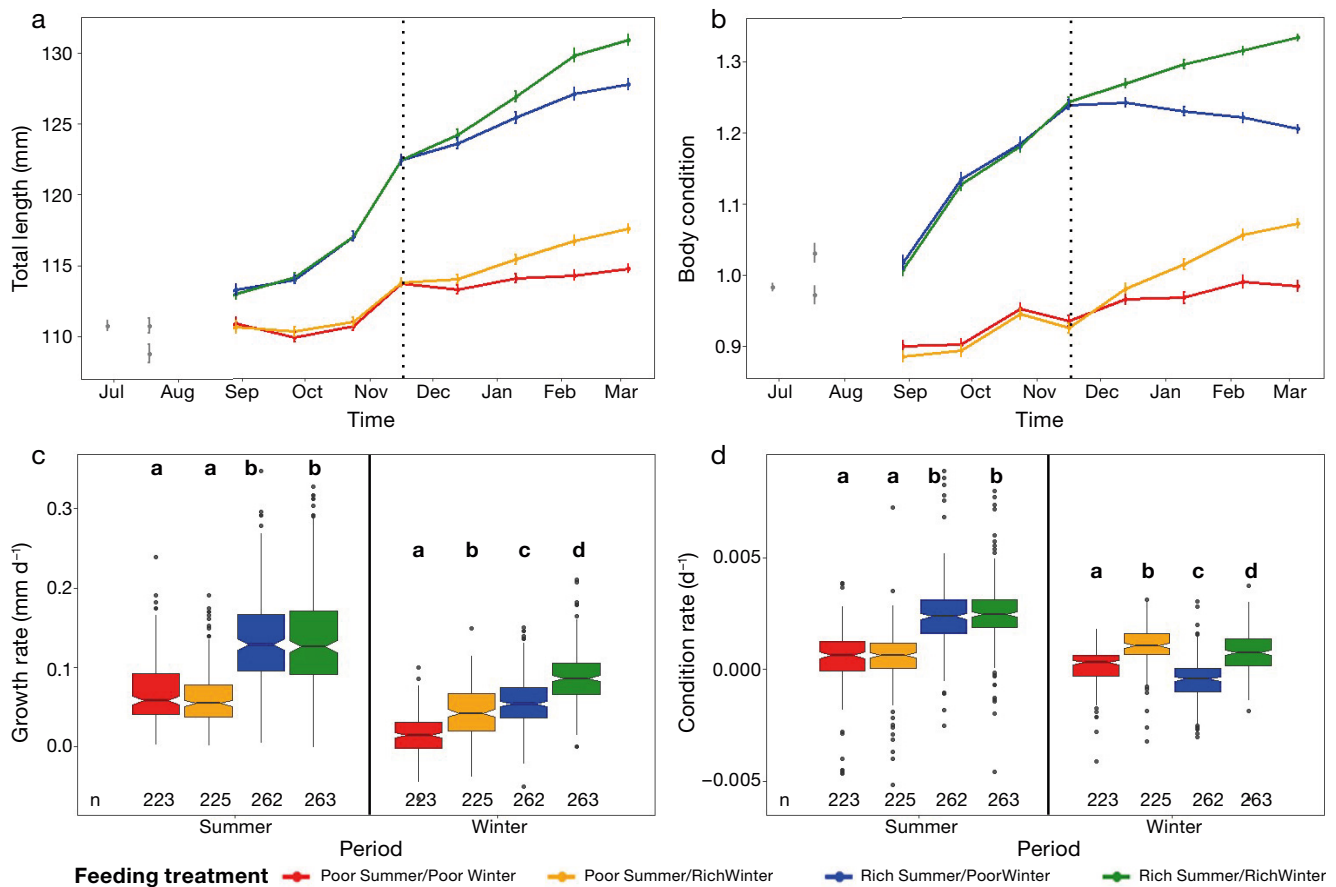 a
Total length (mm)
130
125
120
115
110
Jul Aug Sep Oct Nov Dec Jan Feb Mar
Time
b
Body condition
1.3
1.2
1.1
1.0
0.9
Jul Aug Sep Oct Nov Dec Jan Feb Mar
Time
c
Growth rate (mm d⁻¹)
0.3
0.2
0.1
0.0
a a b b
a b c d
n 223 225 262 263 223 225 262 263
Summer Winter
Period
d
Condition rate (d⁻¹)
0.005
0.000
−0.005
a a b b
a b c d
n 223 225 262 263 223 225 262 263
Summer Winter
Period
Feeding treatment Poor Summer/Poor Winter Poor Summer/RichWinter Rich Summer/PoorWinter Rich Summer/RichWinter